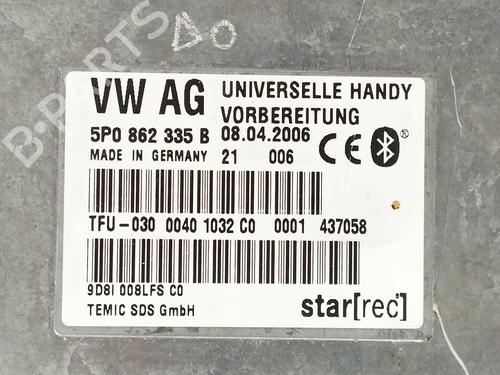 B-PARTS
VW AG UNIVERSELLE HANDY
VORBEREITUNG
5P0 862 335 B 08.04.2006
MADE IN GERMANY 21 006
CE
TFU-030 0040 1032 C0 0001 437058
9D8I 008LFS C0
TEMIC SDS GmbH
star[rec]